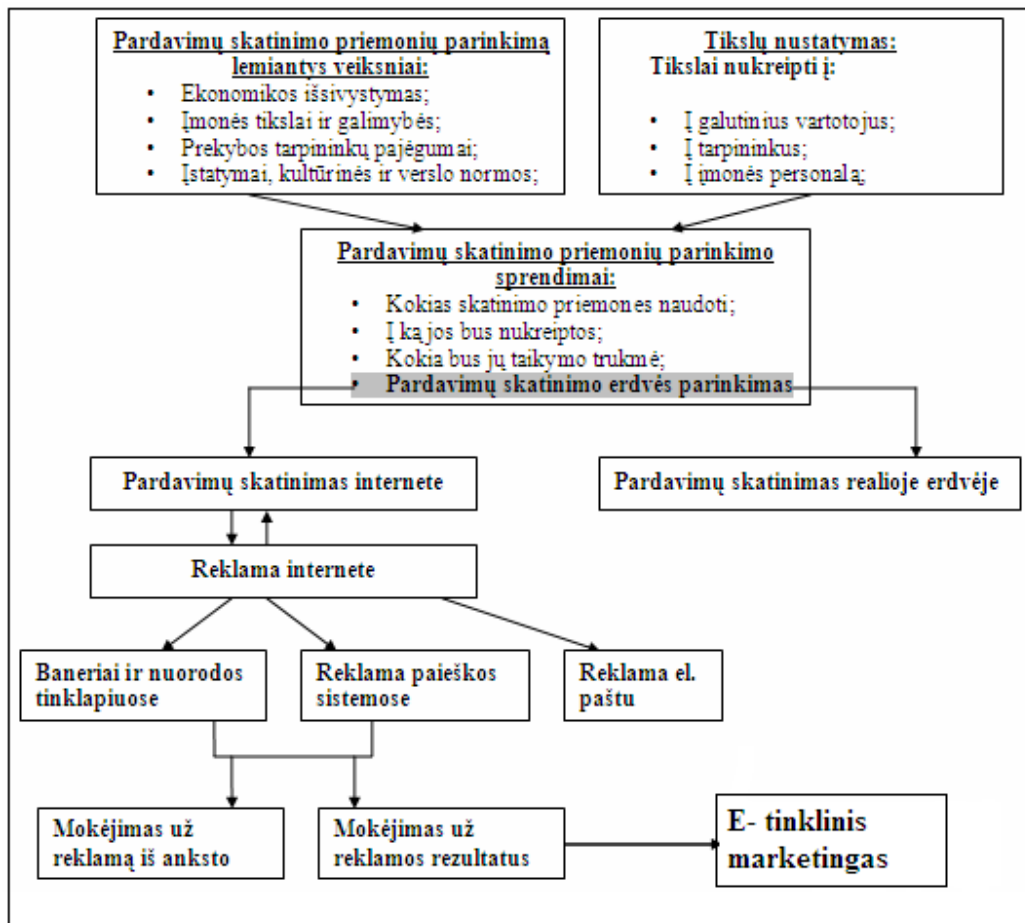 Pardavimų skatinimo priemonių parinkimą
lemiantys veiksniai:
• Ekonomikos išsivystymas;
• Įmonės tikslai ir galimybės;
• Prekybos tarpininkų pajėgumai;
• Įstatymai, kultūrinės ir verslo normos;
Tikslų nustatymas:
Tikslai nukreipti į:
• Į galutinius vartotojus;
• Į tarpininkus;
• Į įmonės personalą;
Pardavimų skatinimo priemonių parinkimo
sprendimai:
• Kokias skatinimo priemones naudoti;
• Į ką jos bus nukreiptos;
• Kokia bus jų taikymo trukmė;
• Pardavimų skatinimo erdvės parinkimas
Pardavimų skatinimas internete
Pardavimų skatinimas realioje erdvėje
Reklama internete
Baneriai ir nuorodos
tinklapiuose
Reklama paieškos
sistemose
Reklama el.
paštu
Mokėjimas už
reklamą iš anksto
Mokėjimas už
reklamos rezultatus
E- tinklinis
marketingas